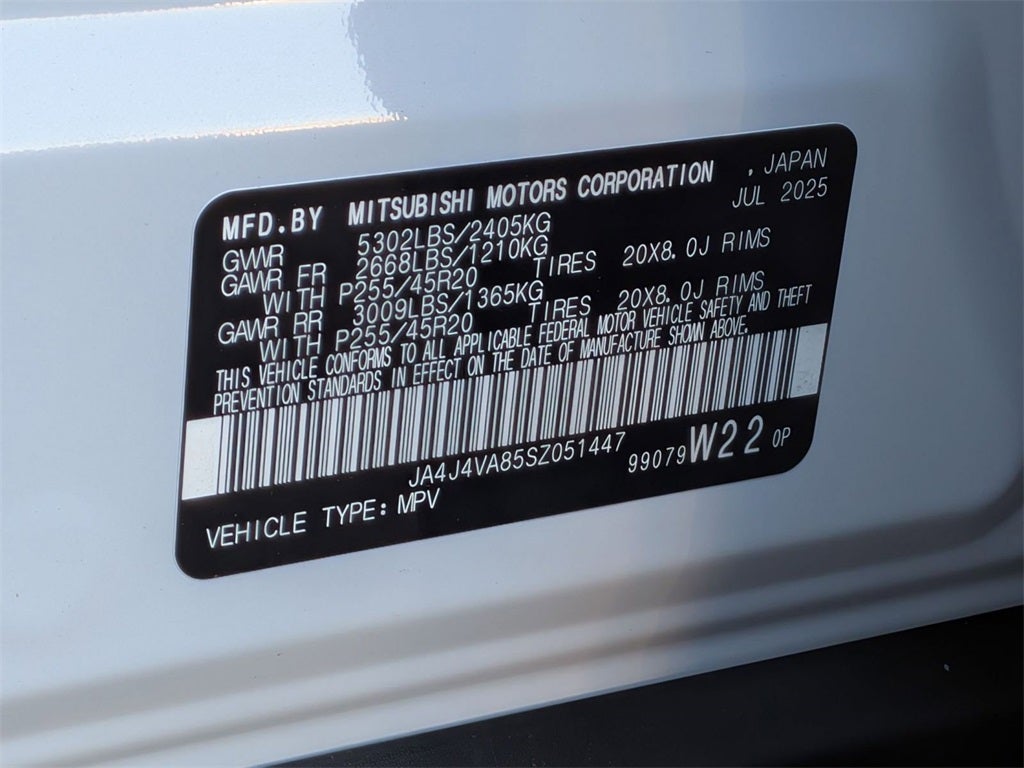 MFD.BY MITSUBISHI MOTORS CORPORATION , JAPAN
JUL 2025
GVWR 5302LBS/2405KG
GAWR FR 2668LBS/1210KG
WITH P255/45R20 TIRES 20X8.0J RIMS
GAWR RR 3009LBS/1365KG
WITH P255/45R20 TIRES 20X8.0J RIMS
THIS VEHICLE CONFORMS TO ALL APPLICABLE FEDERAL MOTOR VEHICLE SAFETY AND THEFT
PREVENTION STANDARDS IN EFFECT ON THE DATE OF MANUFACTURE SHOWN ABOVE.
JA4J4VA85SZ051447 99079 W22 0P
VEHICLE TYPE: MPV